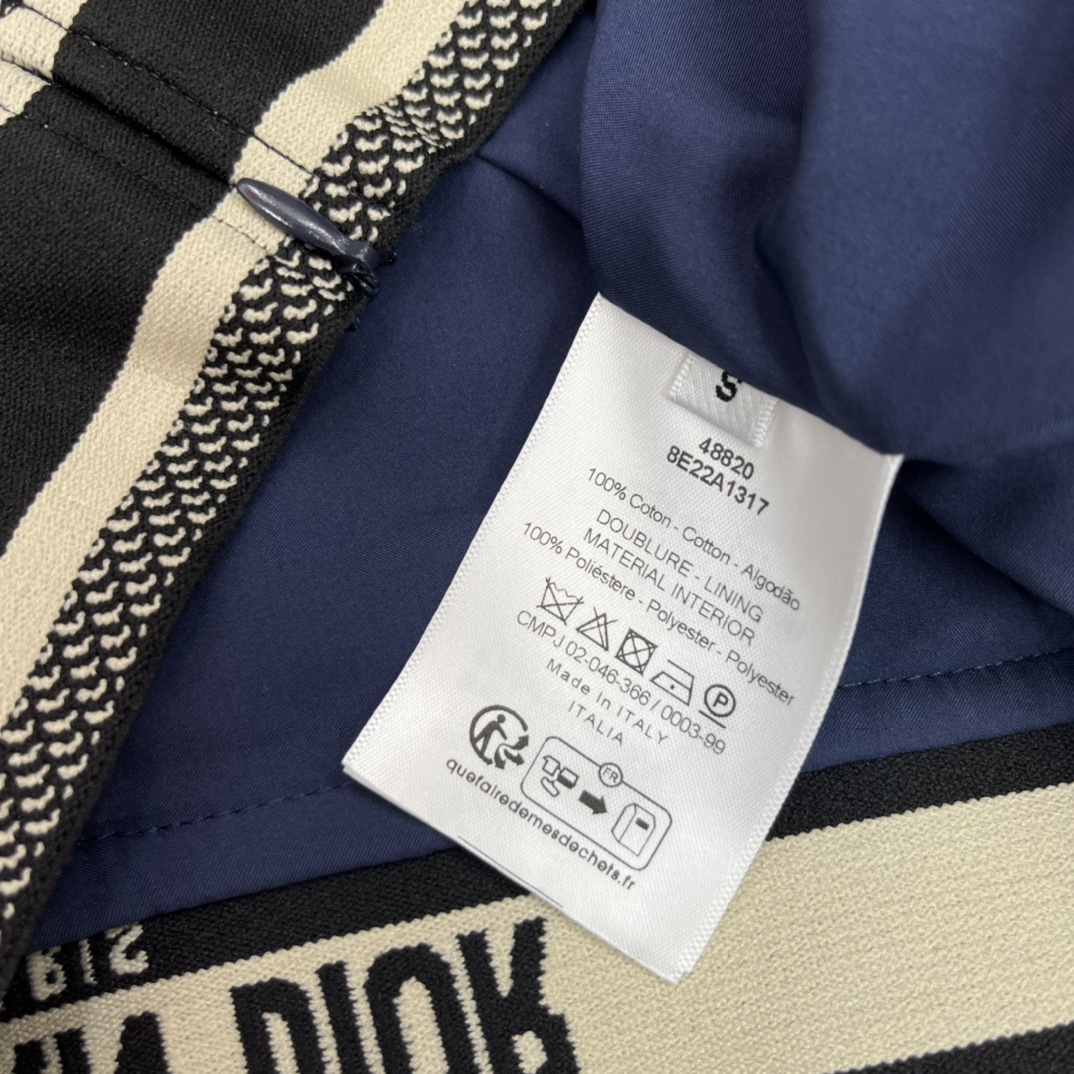 S
48820
8E22A1317
100% Coton - Cotton - Algodão
DOUBLURE - LINING
MATERIAL INTERIOR
100% Poliéstere - Polyester - Polyester
P
CMPJ 02-046-366 / 0003-99
Made In ITALY
ITALIA
FR
quefairedemesdechets.fr
DIOR